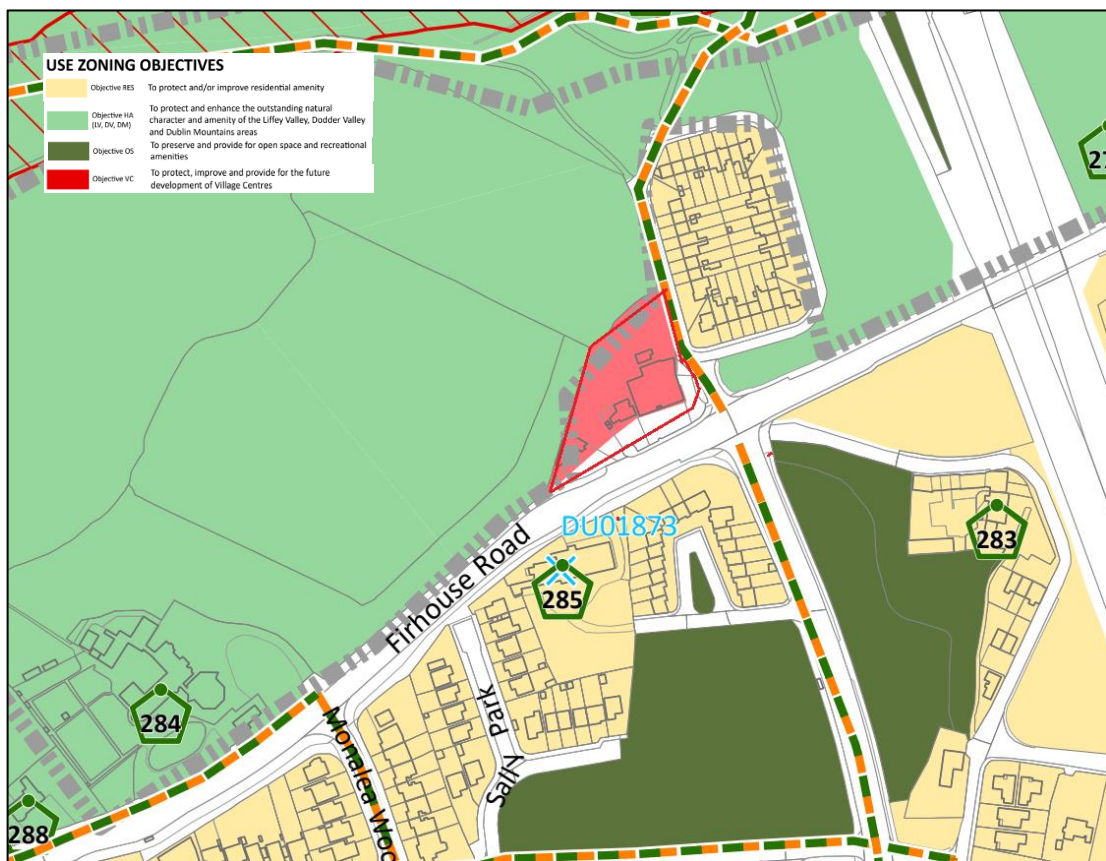 USE ZONING OBJECTIVES
Objective RES To protect and/or improve residential amenity
Objective HA
(LV, DV, DM)
To protect and enhance the outstanding natural
character and amenity of the Liffey Valley, Dodder Valley
and Dublin Mountains areas
Objective OS
To preserve and provide for open space and recreational
amenities
Objective VC
To protect, improve and provide for the future
development of Village Centres
DU01873
283
285
Firhouse Road
284
Sally Park
Monalea Woo
288